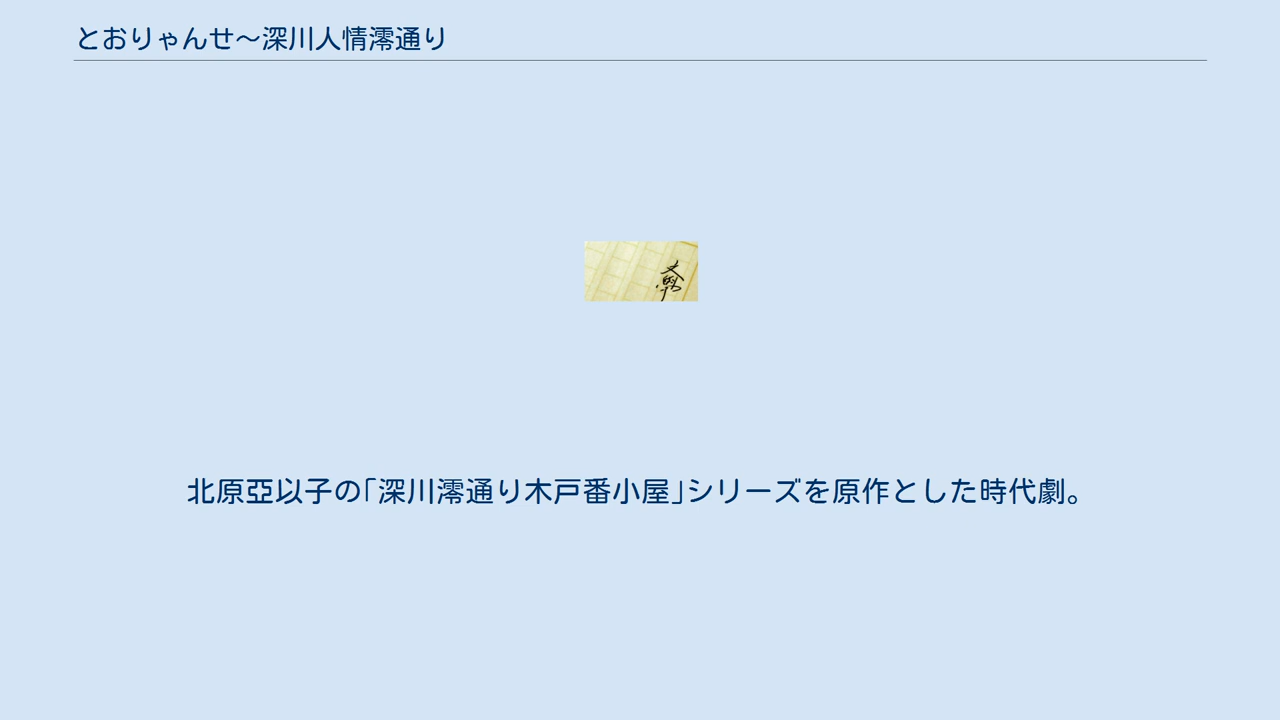 とおりゃんせ～深川人情澪通り
北原亞以子の｢深川澪通り木戸番小屋｣シリーズを原作とした時代劇。